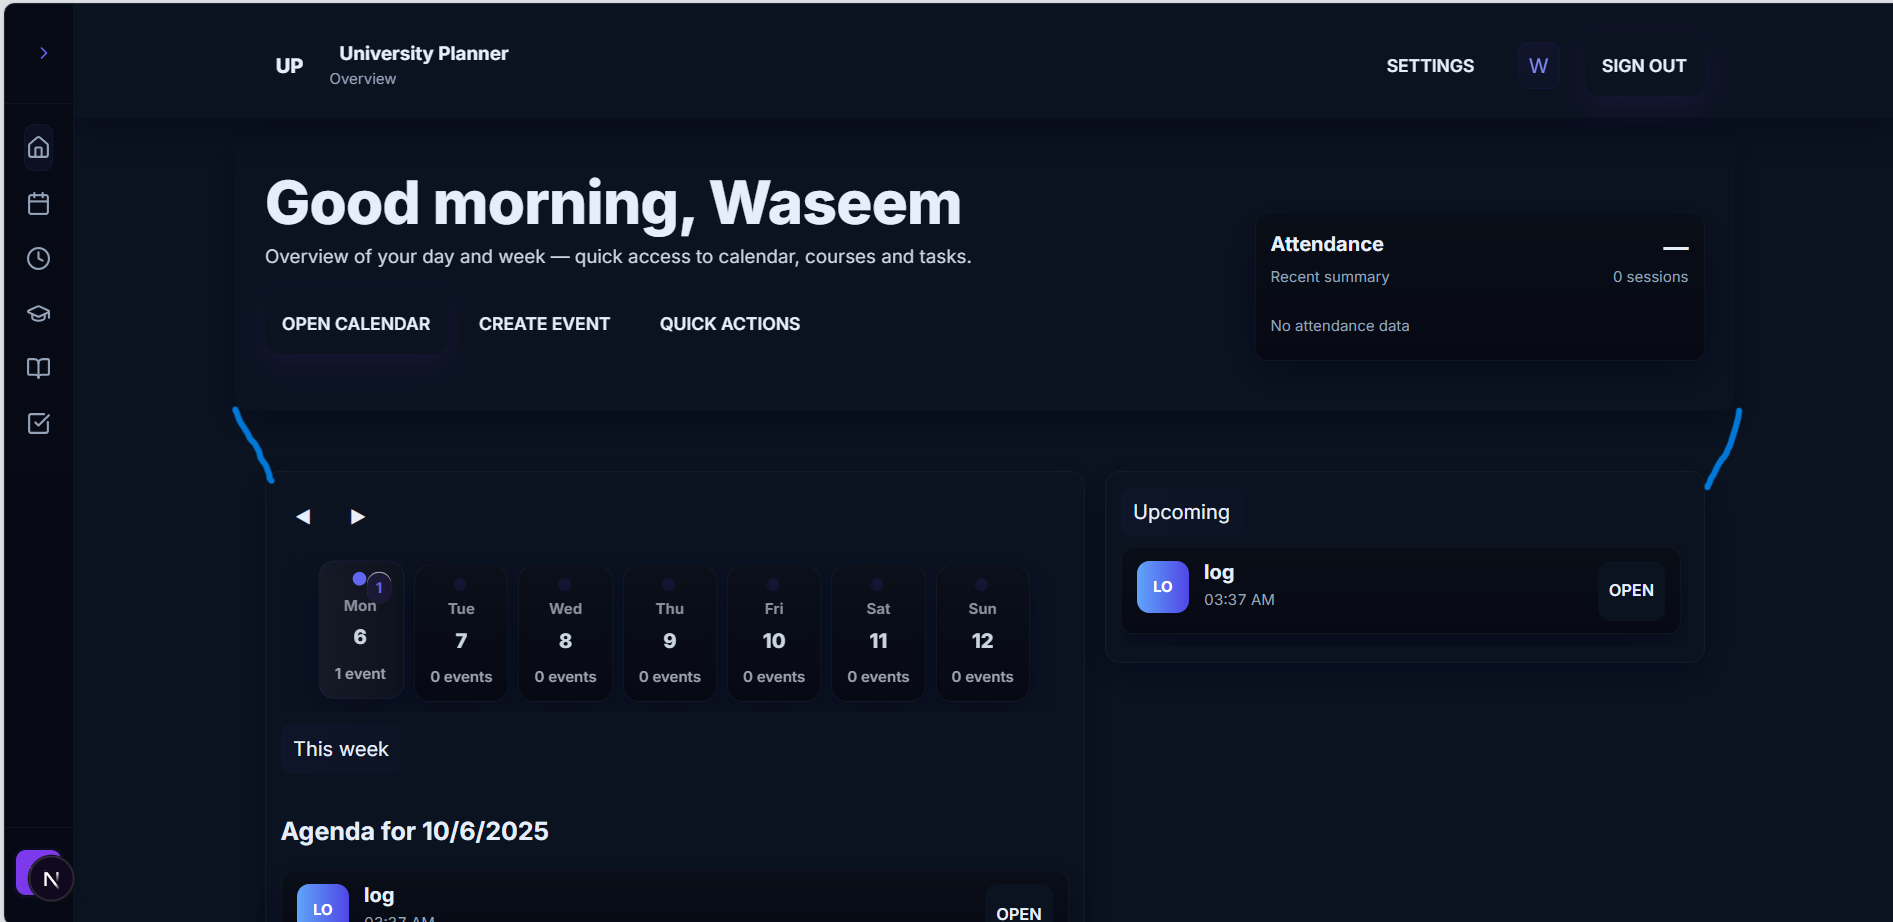 UP
University Planner
Overview
SETTINGS
W
SIGN OUT
Good morning, Waseem
Overview of your day and week — quick access to calendar, courses and tasks.
OPEN CALENDAR
CREATE EVENT
QUICK ACTIONS
Attendance
—
Recent summary
0 sessions
No attendance data
◀ ▶
1
Mon
6
1 event
Tue
7
0 events
Wed
8
0 events
Thu
9
0 events
Fri
10
0 events
Sat
11
0 events
Sun
12
0 events
This week
Agenda for 10/6/2025
LO
log
03:37 AM
OPEN
Upcoming
LO
log
03:37 AM
OPEN
N